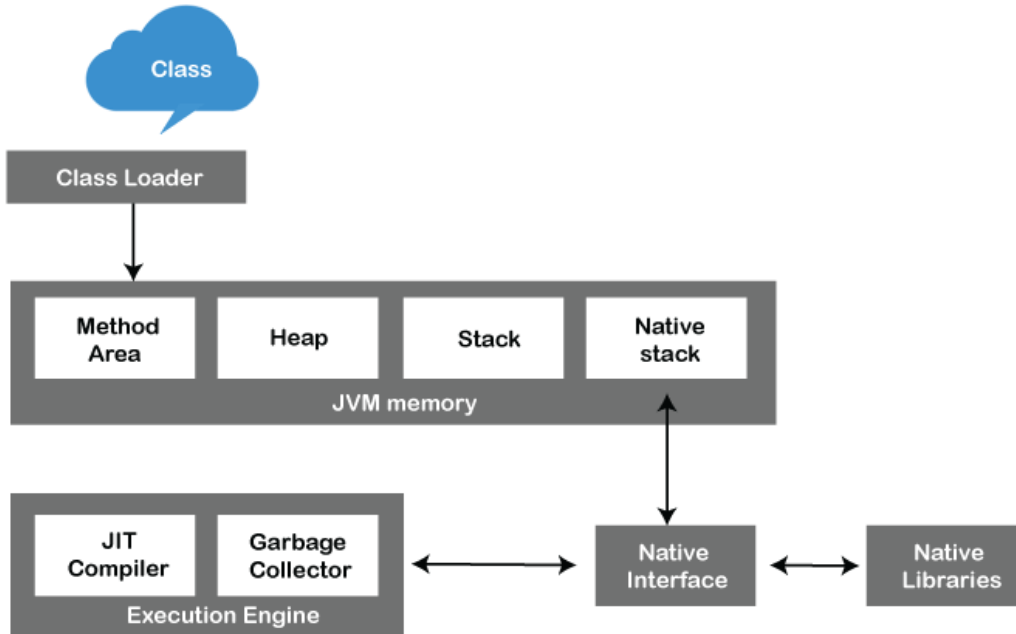 Class
Class Loader
Method
Area
Heap
Stack
Native
stack
JVM memory
JIT
Compiler
Garbage
Collector
Execution Engine
Native
Interface
Native
Libraries